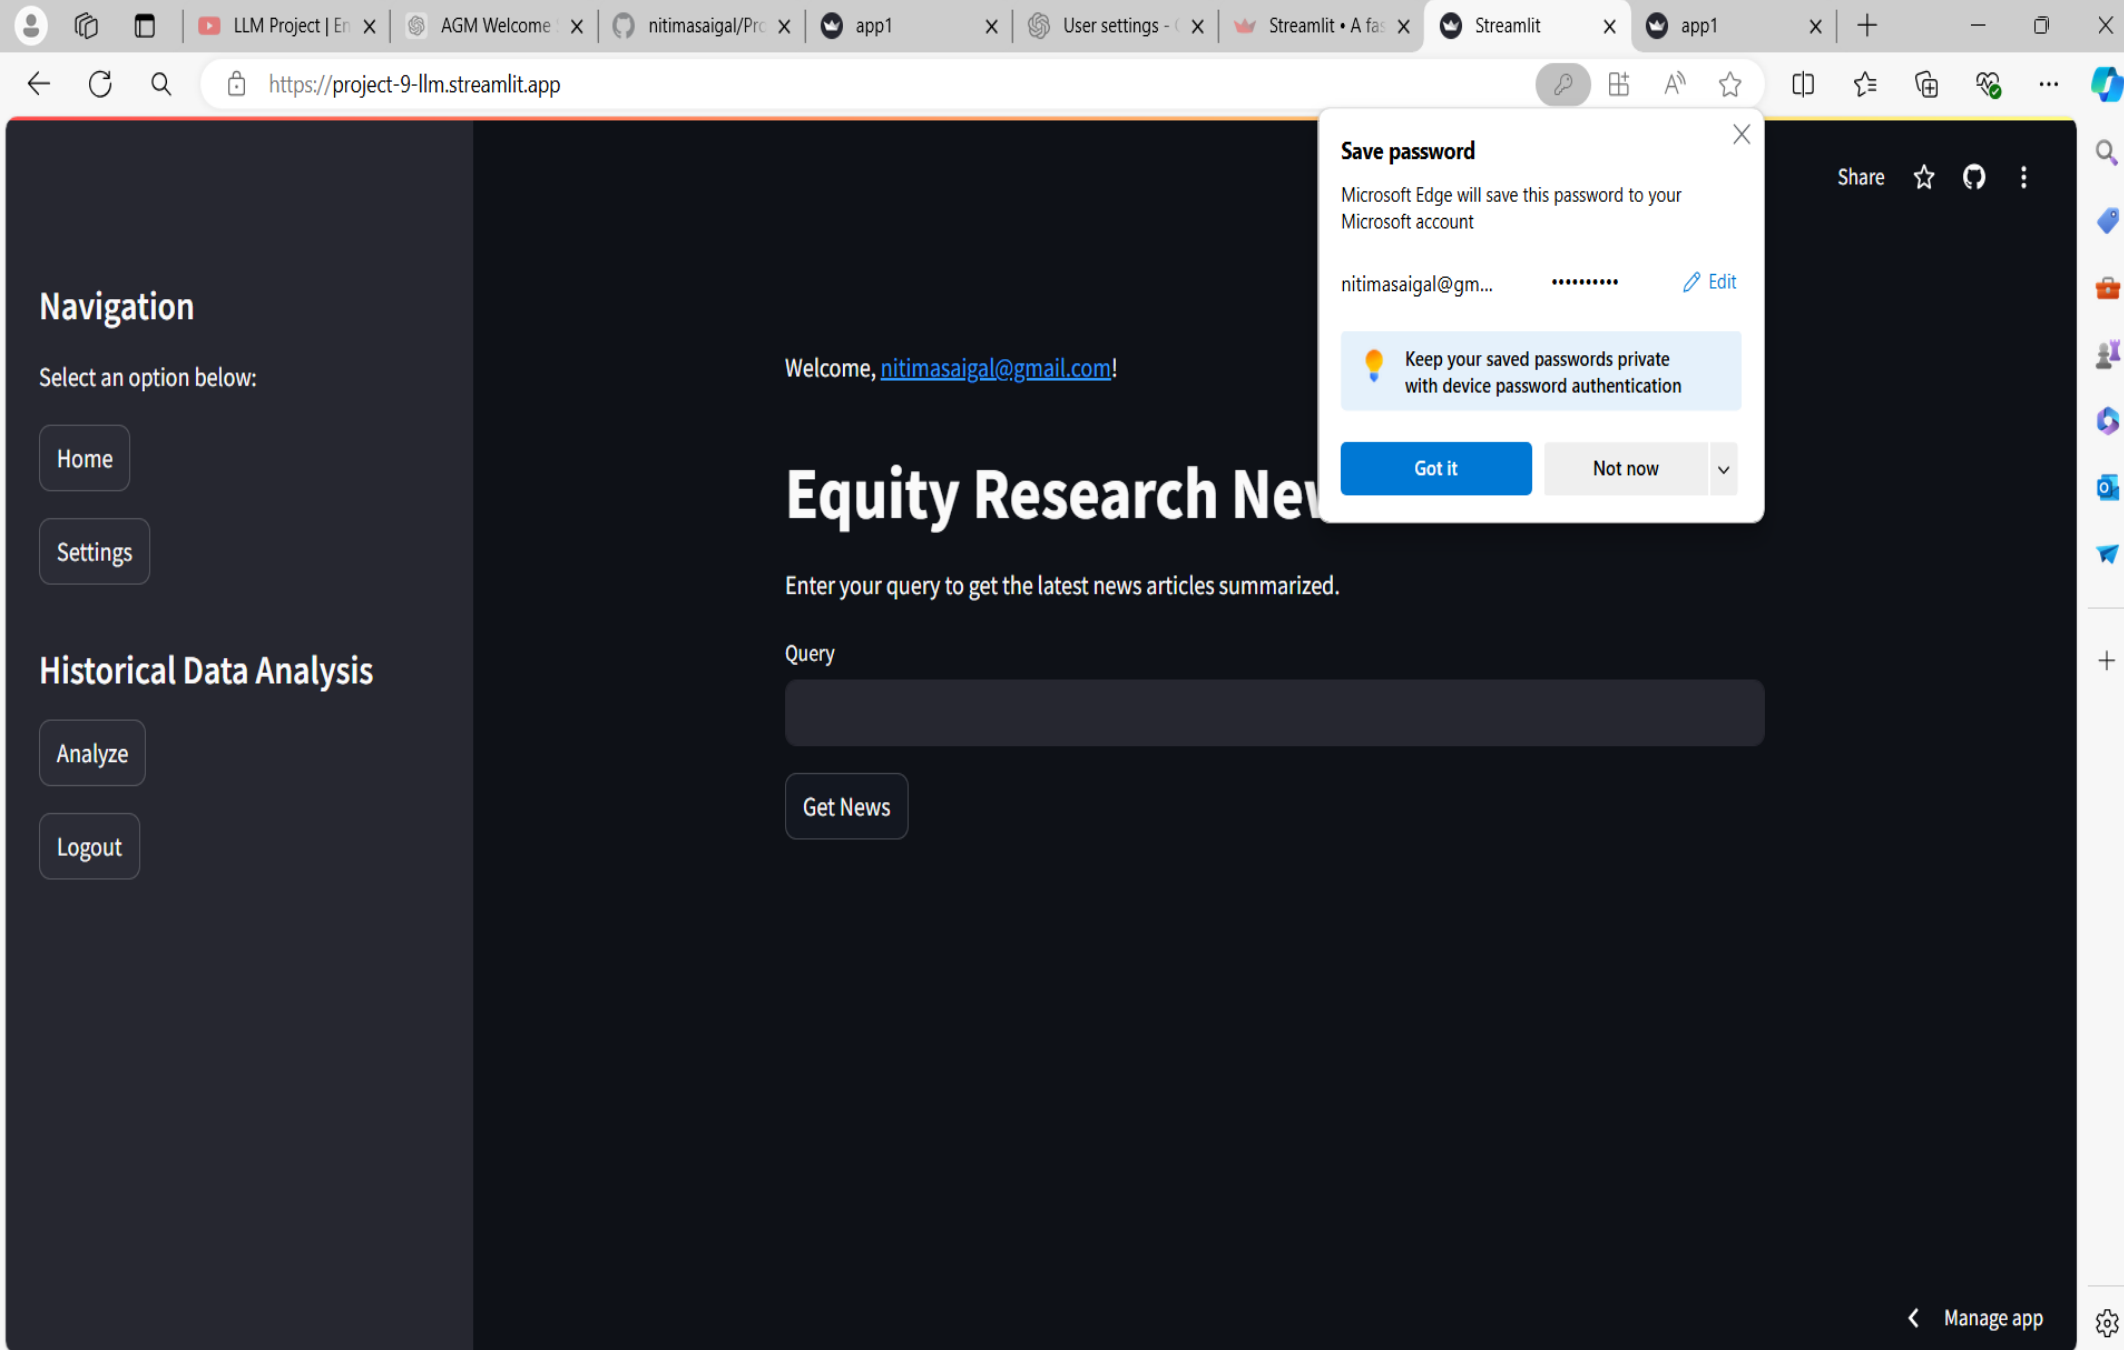 LLM Project | En
AGM Welcome
nitimasaigal/Pro
app1
User settings -
Streamlit • A fas
Streamlit
app1
https://project-9-llm.streamlit.app
Save password
Microsoft Edge will save this password to your
Microsoft account
nitimasaigal@gm...
••••••••••
Edit
Keep your saved passwords private
with device password authentication
Got it
Not now
Share
Navigation
Select an option below:
Home
Settings
Historical Data Analysis
Analyze
Logout
Welcome, nitimasaigal@gmail.com!
Equity Research
Enter your query to get the latest news articles summarized.
Query
Get News
Manage app